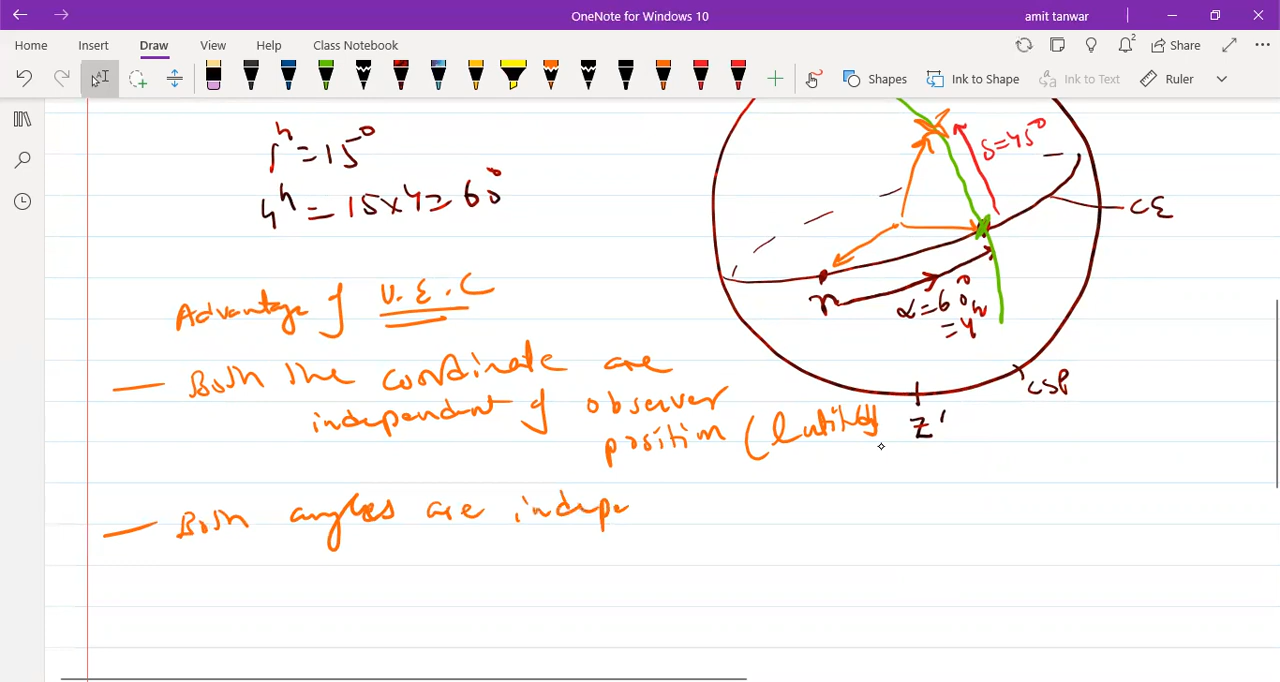 OneNote for Windows 10
amit tanwar
Home Insert Draw View Help Class Notebook
Share
Shapes Ink to Shape Ink to Text Ruler
1h = 15°
4h = 15×4 = 60°
δ=45°
CE
r
α=60°
=4h
CSP
Z'
Advantage of U.E.C
— Both the coordinate are
independent of observer
position (
— Both angles are indepe